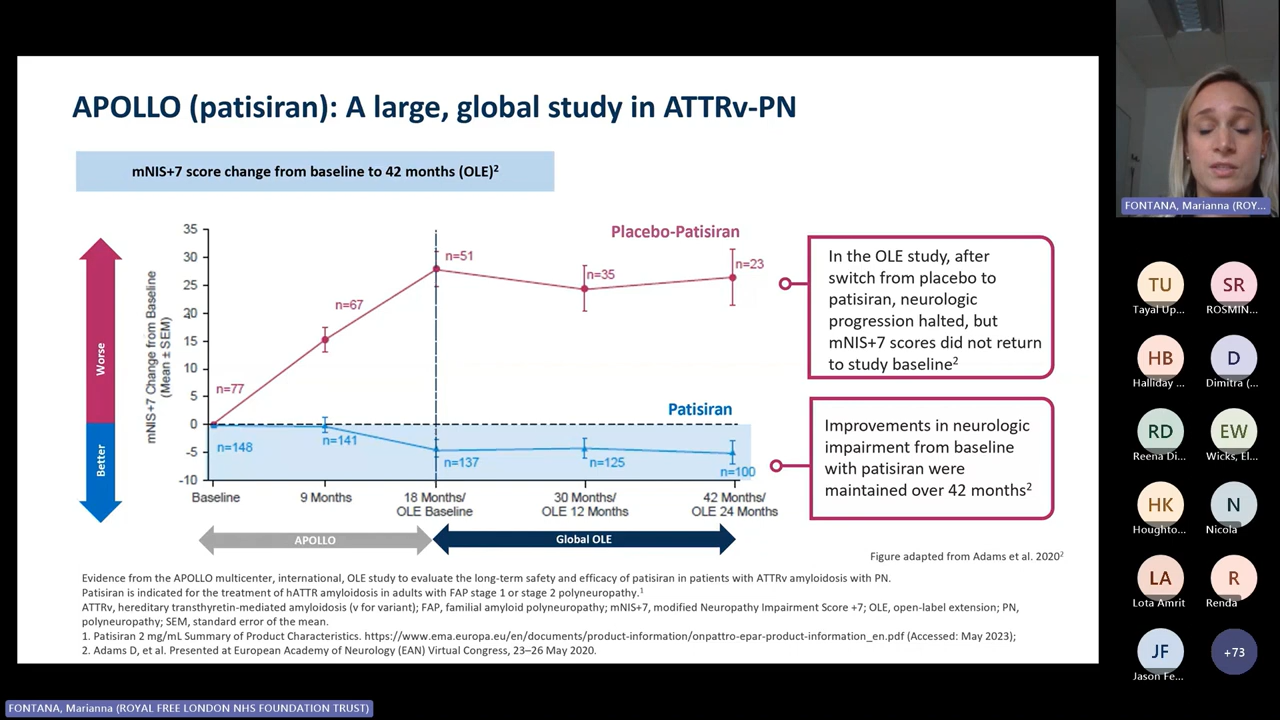 APOLLO (patisiran): A large, global study in ATTRv-PN
mNIS+7 score change from baseline to 42 months (OLE)2
Worse
Better
mNIS+7 Change from Baseline
(Mean ± SEM)
35
30
25
20
15
10
5
0
-5
-10
Placebo-Patisiran
n=77
n=67
n=51
n=35
n=23
Patisiran
n=148
n=141
n=137
n=125
n=100
Baseline
9 Months
18 Months/
OLE Baseline
30 Months/
OLE 12 Months
42 Months/
OLE 24 Months
APOLLO
Global OLE
In the OLE study, after
switch from placebo to
patisiran, neurologic
progression halted, but
mNIS+7 scores did not return
to study baseline2
Improvements in neurologic
impairment from baseline
with patisiran were
maintained over 42 months2
Figure adapted from Adams et al. 20202
Evidence from the APOLLO multicenter, international, OLE study to evaluate the long-term safety and efficacy of patisiran in patients with ATTRv amyloidosis with PN.
Patisiran is indicated for the treatment of hATTR amyloidosis in adults with FAP stage 1 or stage 2 polyneuropathy.1
ATTRv, hereditary transthyretin-mediated amyloidosis (v for variant); FAP, familial amyloid polyneuropathy; mNIS+7, modified Neuropathy Impairment Score +7; OLE, open-label extension; PN,
polyneuropathy; SEM, standard error of the mean.
1. Patisiran 2 mg/mL Summary of Product Characteristics. https://www.ema.europa.eu/en/documents/product-information/onpattro-epar-product-information_en.pdf (Accessed: May 2023);
2. Adams D, et al. Presented at European Academy of Neurology (EAN) Virtual Congress, 23–26 May 2020.
FONTANA, Marianna (ROYAL FREE LONDON NHS FOUNDATION TRUST)
FONTANA, Marianna (ROY...
TU
Tayal Up...
SR
ROSMIN...
HB
Halliday ...
D
Dimitra (...
RD
Reena Di...
EW
Wicks, El...
HK
Houghto...
N
Nicola
LA
Lota Amrit
R
Renda
JF
Jason Fe...
+73